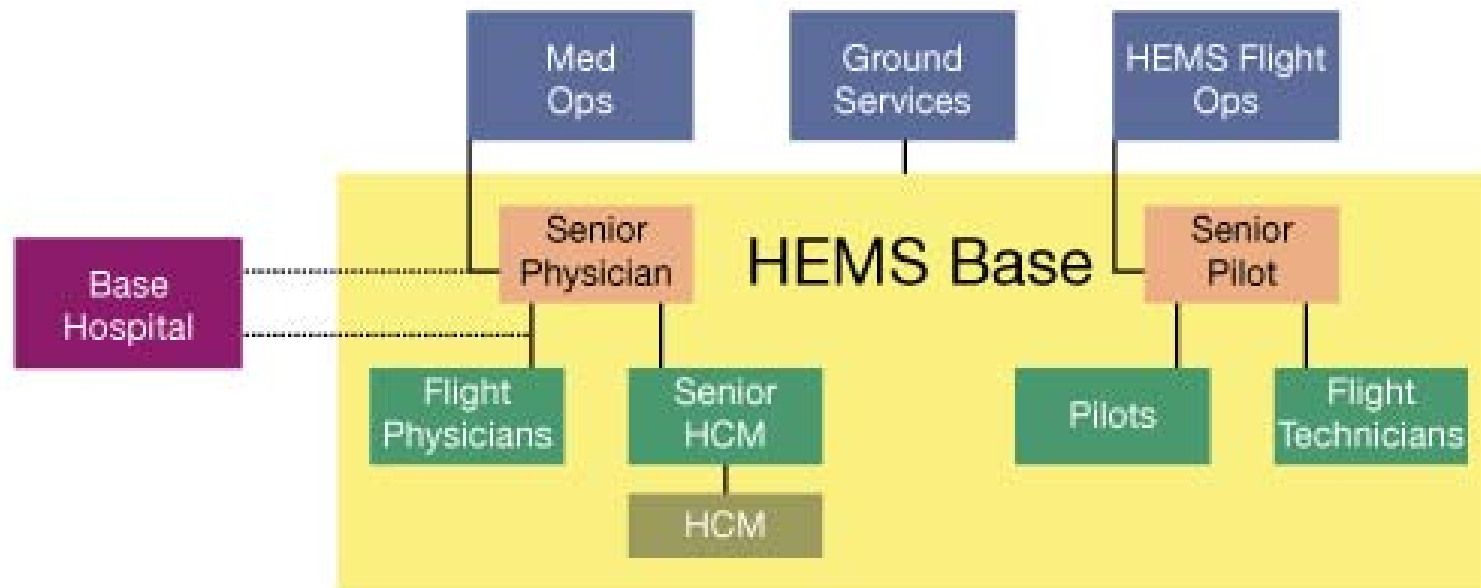 Med
Ops
Ground
Services
HEMS Flight
Ops
Base
Hospital
Senior
Physician
HEMS Base
Senior
Pilot
Flight
Physicians
Senior
HCM
Pilots
Flight
Technicians
HCM